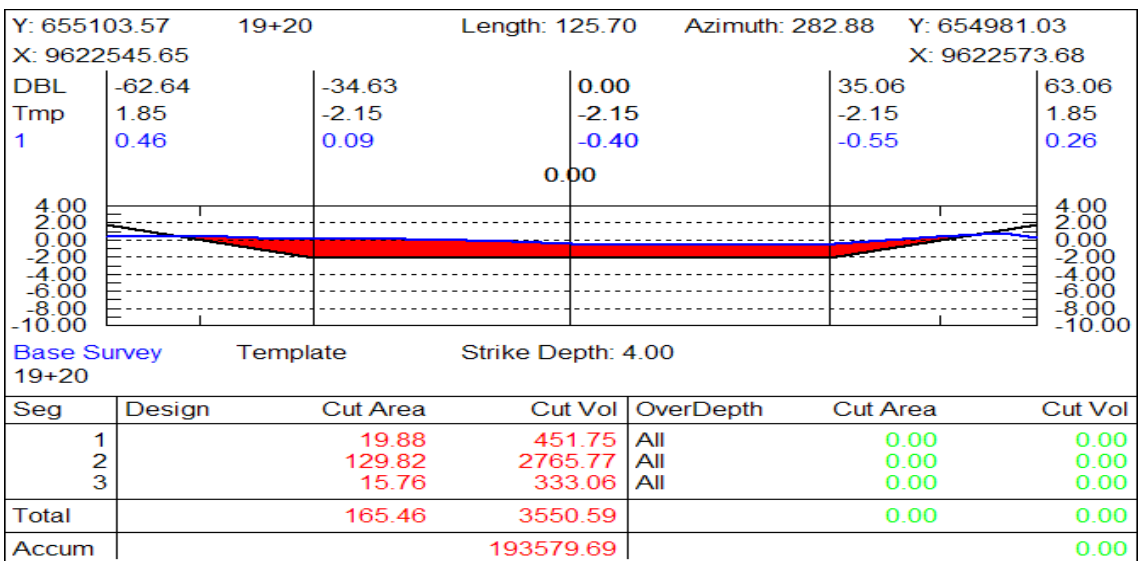 Y: 655103.57 19+20 Length: 125.70 Azimuth: 282.88 Y: 654981.03
X: 9622545.65 X: 9622573.68
DBL -62.64 -34.63 0.00 35.06 63.06
Tmp 1.85 -2.15 -2.15 -2.15 1.85
1 0.46 0.09 -0.40 -0.55 0.26
0.00
4.00 4.00
2.00 2.00
0.00 0.00
-2.00 -2.00
-4.00 -4.00
-6.00 -6.00
-8.00 -8.00
-10.00 -10.00
Base Survey Template Strike Depth: 4.00
19+20
Seg Design Cut Area Cut Vol OverDepth Cut Area Cut Vol
1 19.88 451.75 All 0.00 0.00
2 129.82 2765.77 All 0.00 0.00
3 15.76 333.06 All 0.00 0.00
Total 165.46 3550.59 0.00 0.00
Accum 193579.69 0.00